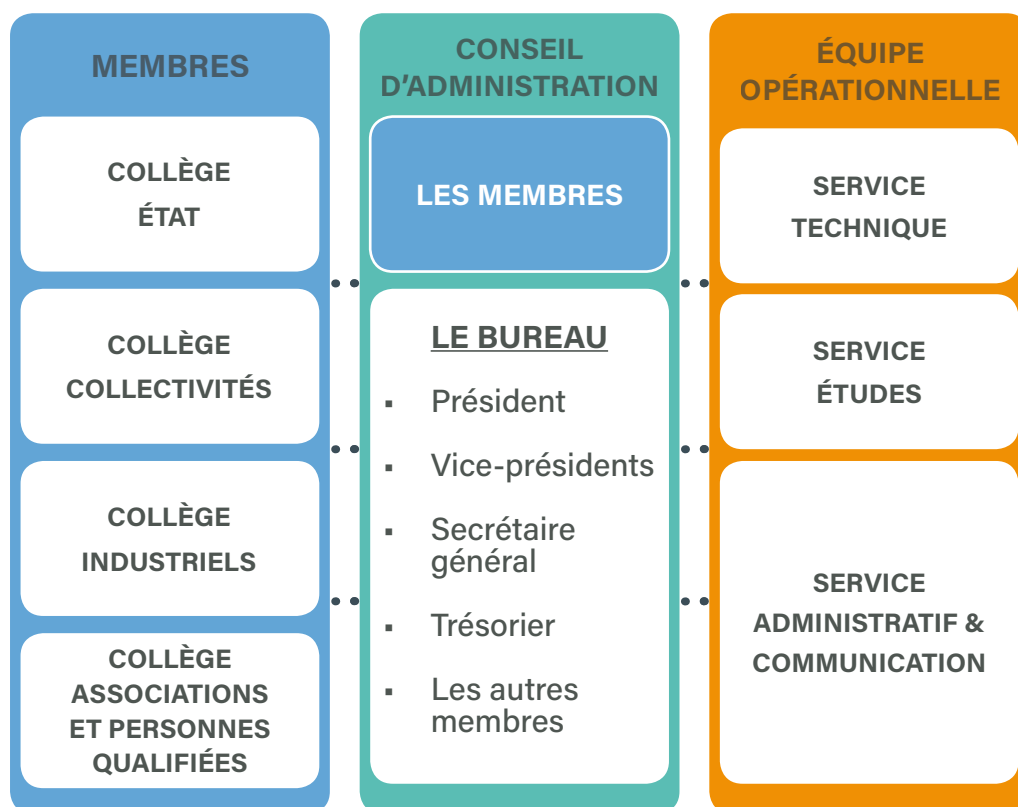 MEMBRES
COLLÈGE
ÉTAT
COLLÈGE
COLLECTIVITÉS
COLLÈGE
INDUSTRIELS
COLLÈGE
ASSOCIATIONS
ET PERSONNES
QUALIFIÉES
CONSEIL
D'ADMINISTRATION
LES MEMBRES
LE BUREAU
▪ Président
▪ Vice-présidents
▪ Secrétaire
général
▪ Trésorier
▪ Les autres
membres
ÉQUIPE
OPÉRATIONNELLE
SERVICE
TECHNIQUE
SERVICE
ÉTUDES
SERVICE
ADMINISTRATIF &
COMMUNICATION